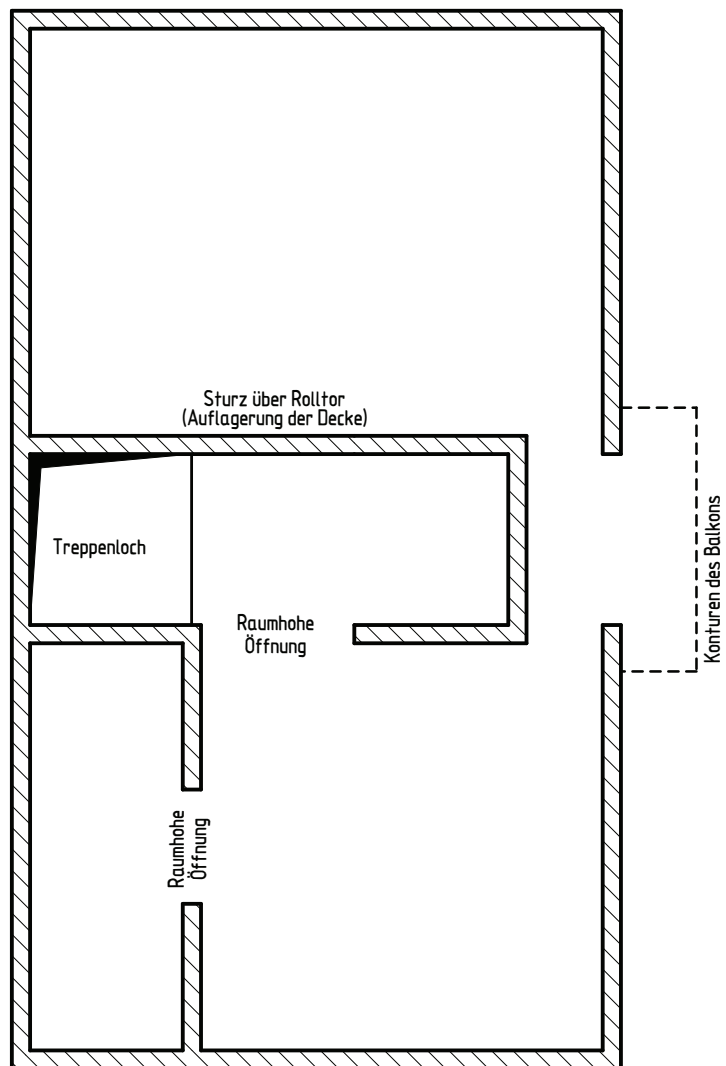 Sturz über Rolltor
(Auflagerung der Decke)
Treppenloch
Raumhohe
Öffnung
Konturen des Balkons
Raumhohe
Öffnung